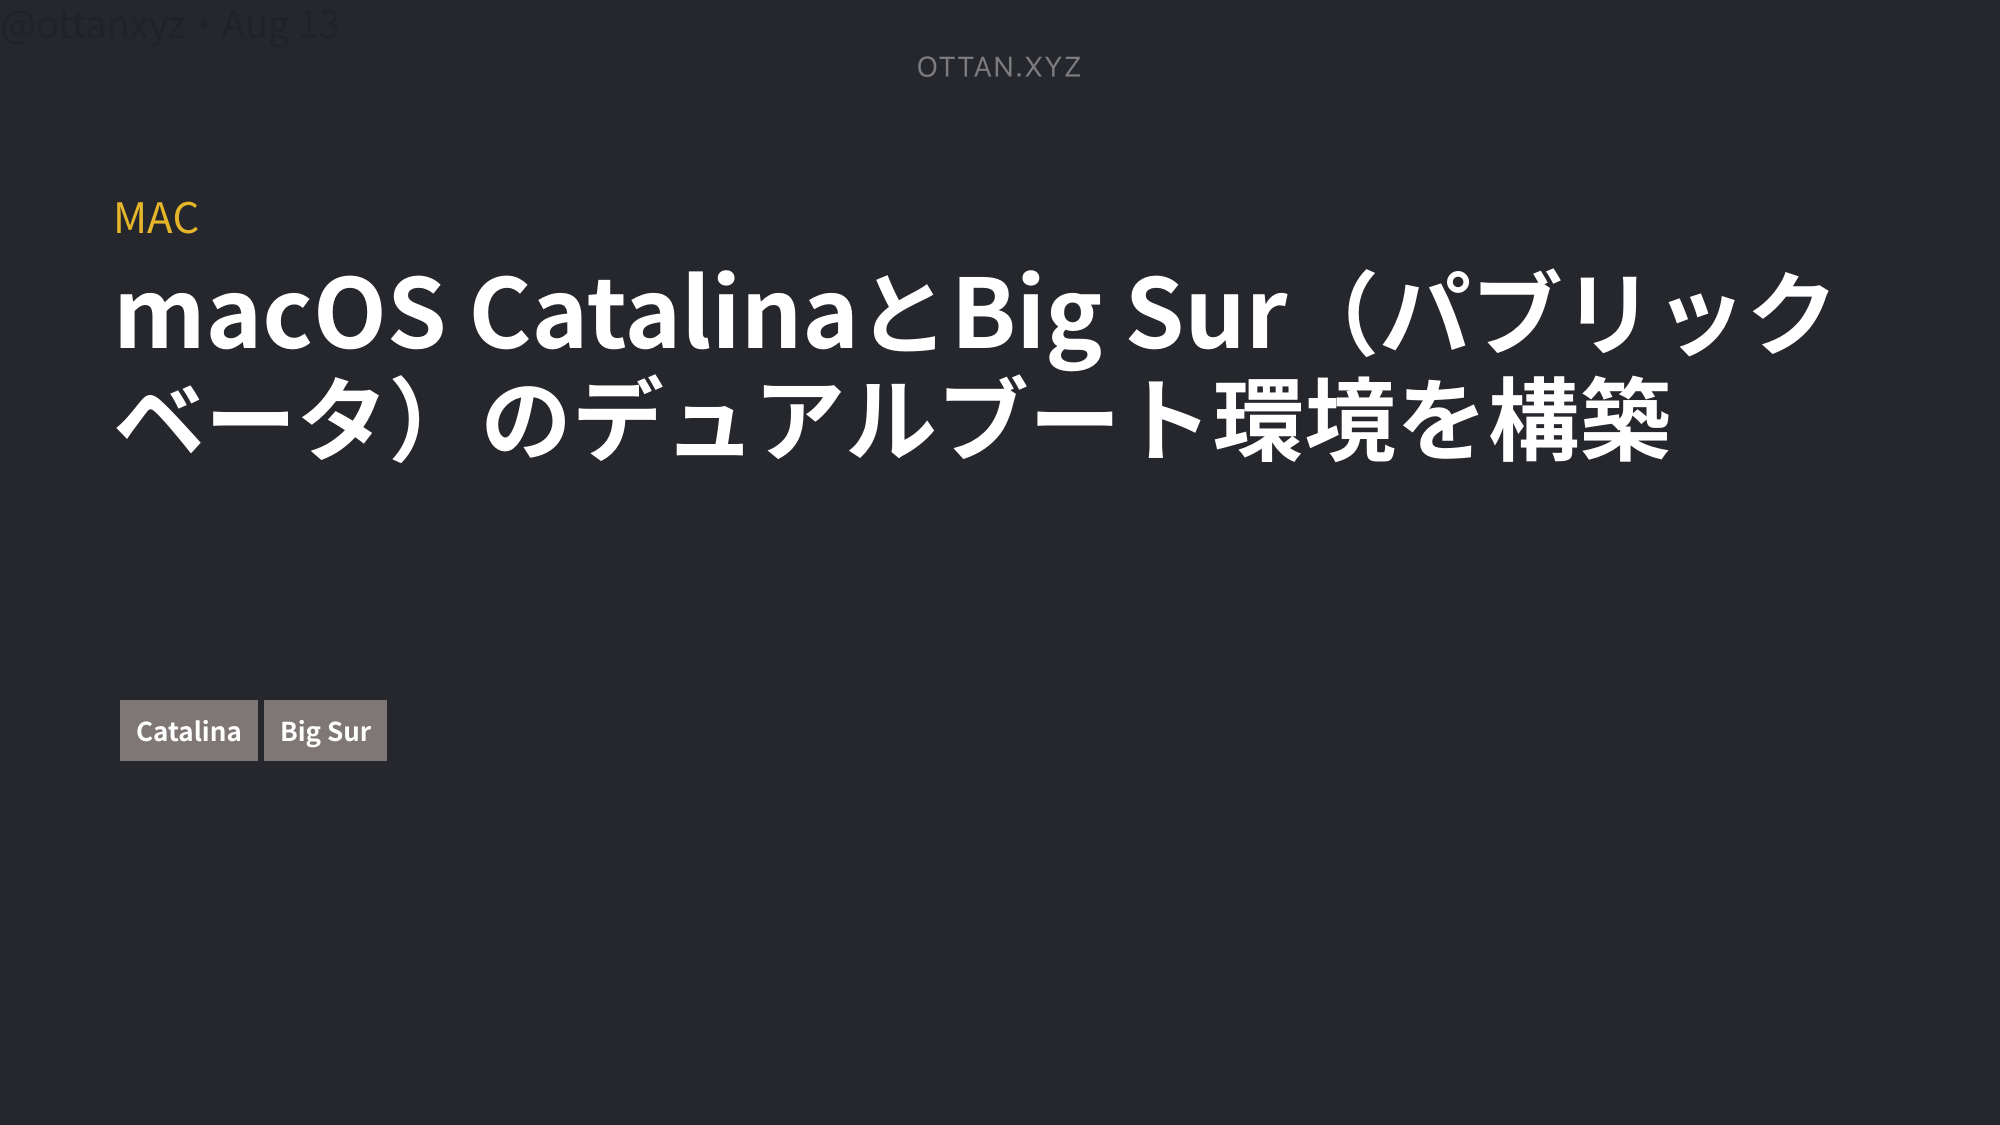 @ottanxyz・Aug 13
OTTAN.XYZ
MAC
macOS CatalinaとBig Sur（パブリック
ベータ）のデュアルブート環境を構築
Catalina
Big Sur